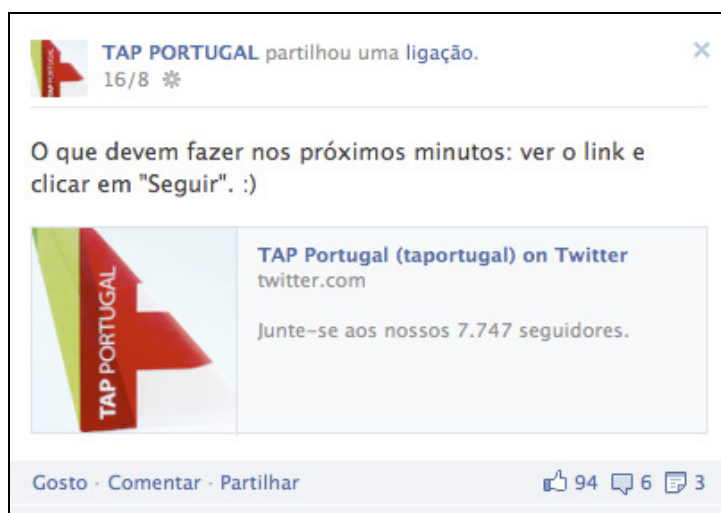 TAP PORTUGAL partilhou uma ligação.
16/8
O que devem fazer nos próximos minutos: ver o link e
clicar em "Seguir". :)
TAP PORTUGAL
TAP Portugal (taportugal) on Twitter
twitter.com
Junte-se aos nossos 7.747 seguidores.
Gosto · Comentar · Partilhar 94 6 3